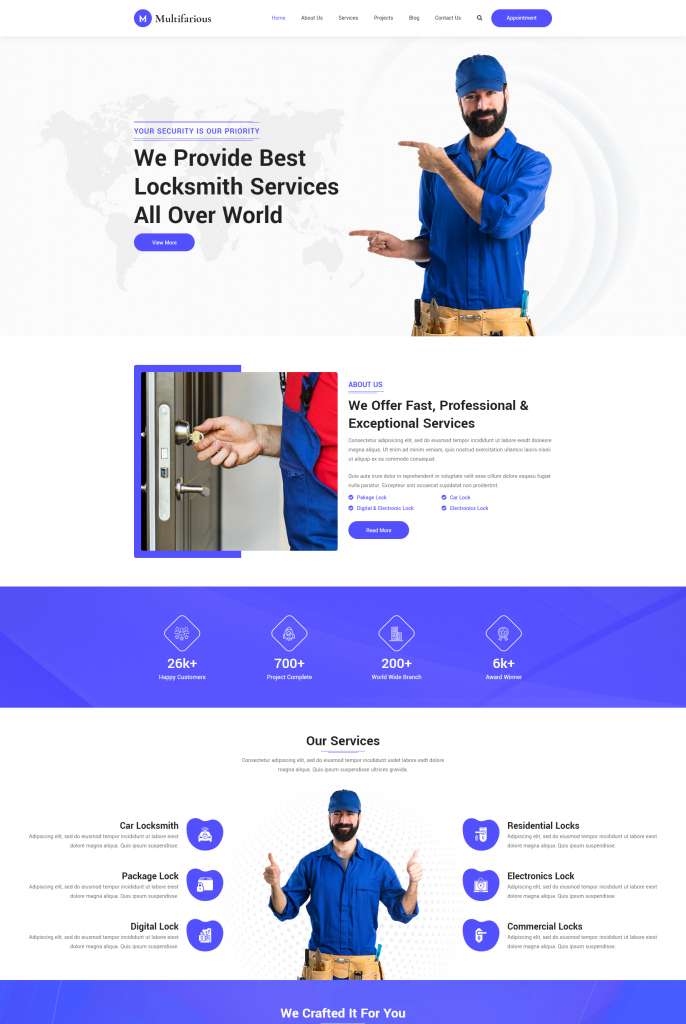 M Multifarious
Home About Us Services Projects Blog Contact Us Appointment
YOUR SECURITY IS OUR PRIORITY
We Provide Best
Locksmith Services
All Over World
View More
ABOUT US
We Offer Fast, Professional &
Exceptional Services
Consectetur adipisicing elit, sed do eiusmod tempor incididunt ut labore eesdt doloesre
magna aliqua. Ut enim ad minim veniam, quis nostrud exercitation ullamco laoris nisei
ut aliquip ex ea commodo consequat.
Duis aute irure dolor in reprehenderit in voluptate velit esse cillum dolore eaqasu fugiat
nulla pariatur. Excepteur sint occaecat cupidatat non proidentint.
Pakage Lock Car Lock
Digital & Electronic Lock Electronics Lock
Read More
26k+ 700+ 200+ 6k+
Happy Customers Project Complete World Wide Branch Award Winner
Our Services
Consectetur adipiscing elit, sed do eiusmod tempor incididunt usdet labore esdt dolore
magna aliqua. Quis ipsum suspendisse ultrices gravida.
Car Locksmith
Adipiscing elit, sed do eiusmod tempor incididunt ut labore eiest
dolore magna aliqua. Quis ipsum suspendisse.
Package Lock
Adipiscing elit, sed do eiusmod tempor incididunt ut labore eiest
dolore magna aliqua. Quis ipsum suspendisse.
Digital Lock
Adipiscing elit, sed do eiusmod tempor incididunt ut labore eiest
dolore magna aliqua. Quis ipsum suspendisse.
Residential Locks
Adipiscing elit, sed do eiusmod tempor incididunt ut labore eiest
dolore magna aliqua. Quis ipsum suspendisse.
Electronics Lock
Adipiscing elit, sed do eiusmod tempor incididunt ut labore eiest
dolore magna aliqua. Quis ipsum suspendisse.
Commercial Locks
Adipiscing elit, sed do eiusmod tempor incididunt ut labore eiest
dolore magna aliqua. Quis ipsum suspendisse.
We Crafted It For You